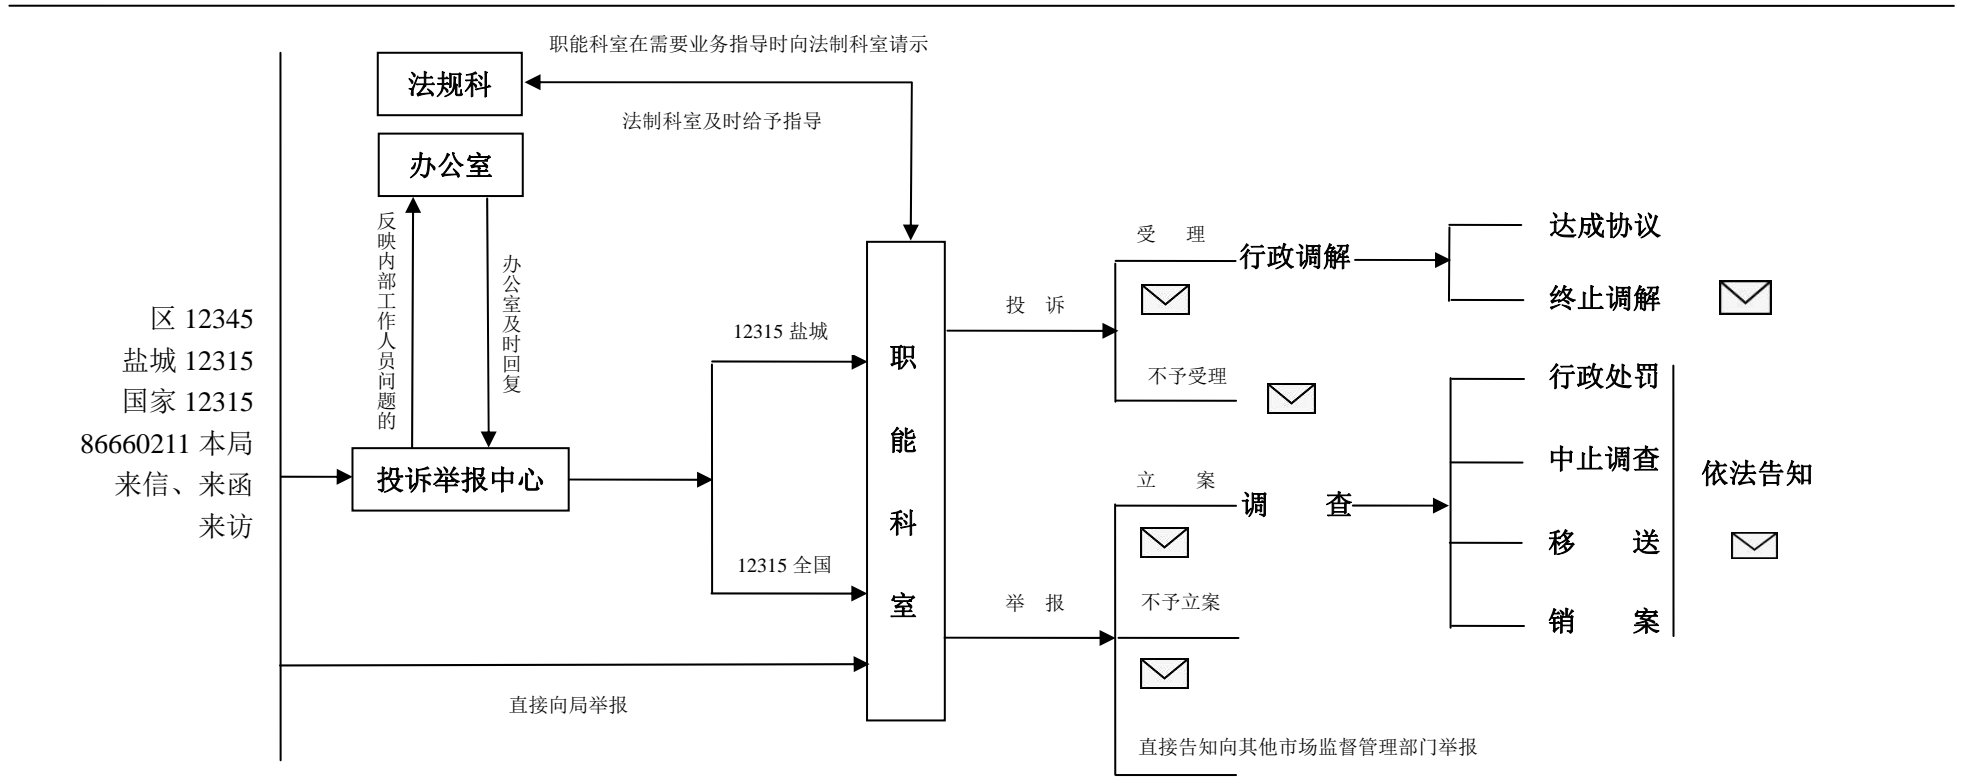 职能科室在需要业务指导时向法制科室请示
法规科
法制科室及时给予指导
办公室
反映内部工作人员问题的
办公室及时回复
区 12345
盐城 12315
国家 12315
86660211 本局
来信、来函
来访
投诉举报中心
12315 盐城
12315 全国
直接向局举报
职能科室
投 诉
举 报
受 理
行政调解
不予受理
达成协议
终止调解
立 案
调 查
不予立案
直接告知向其他市场监督管理部门举报
行政处罚
中止调查
移 送
销 案
依法告知